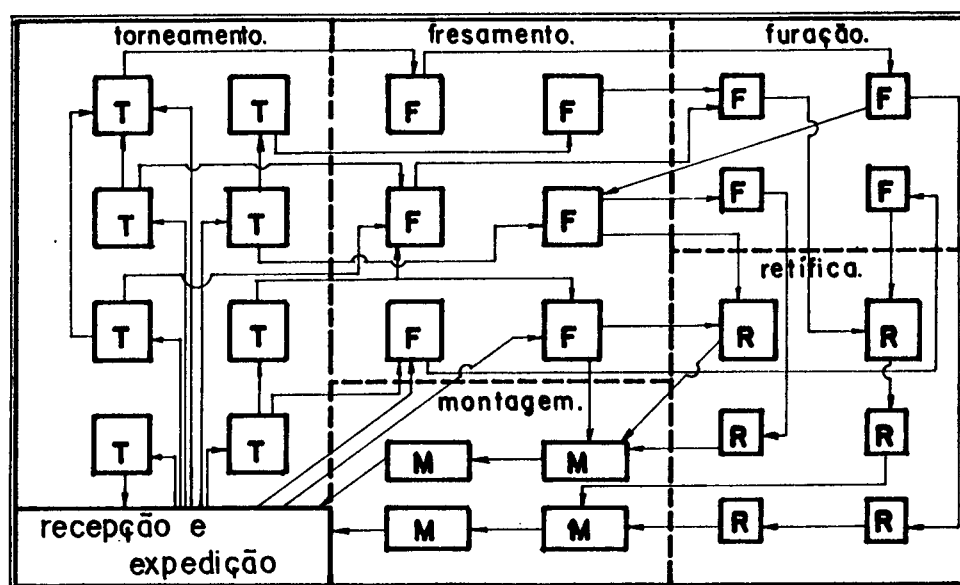 torneamento. fresamento. furação.
T T F F F F
T T F F F F
retífica.
T T F F R R
montagem.
T T M M R R
recepção e M M R R
expedição